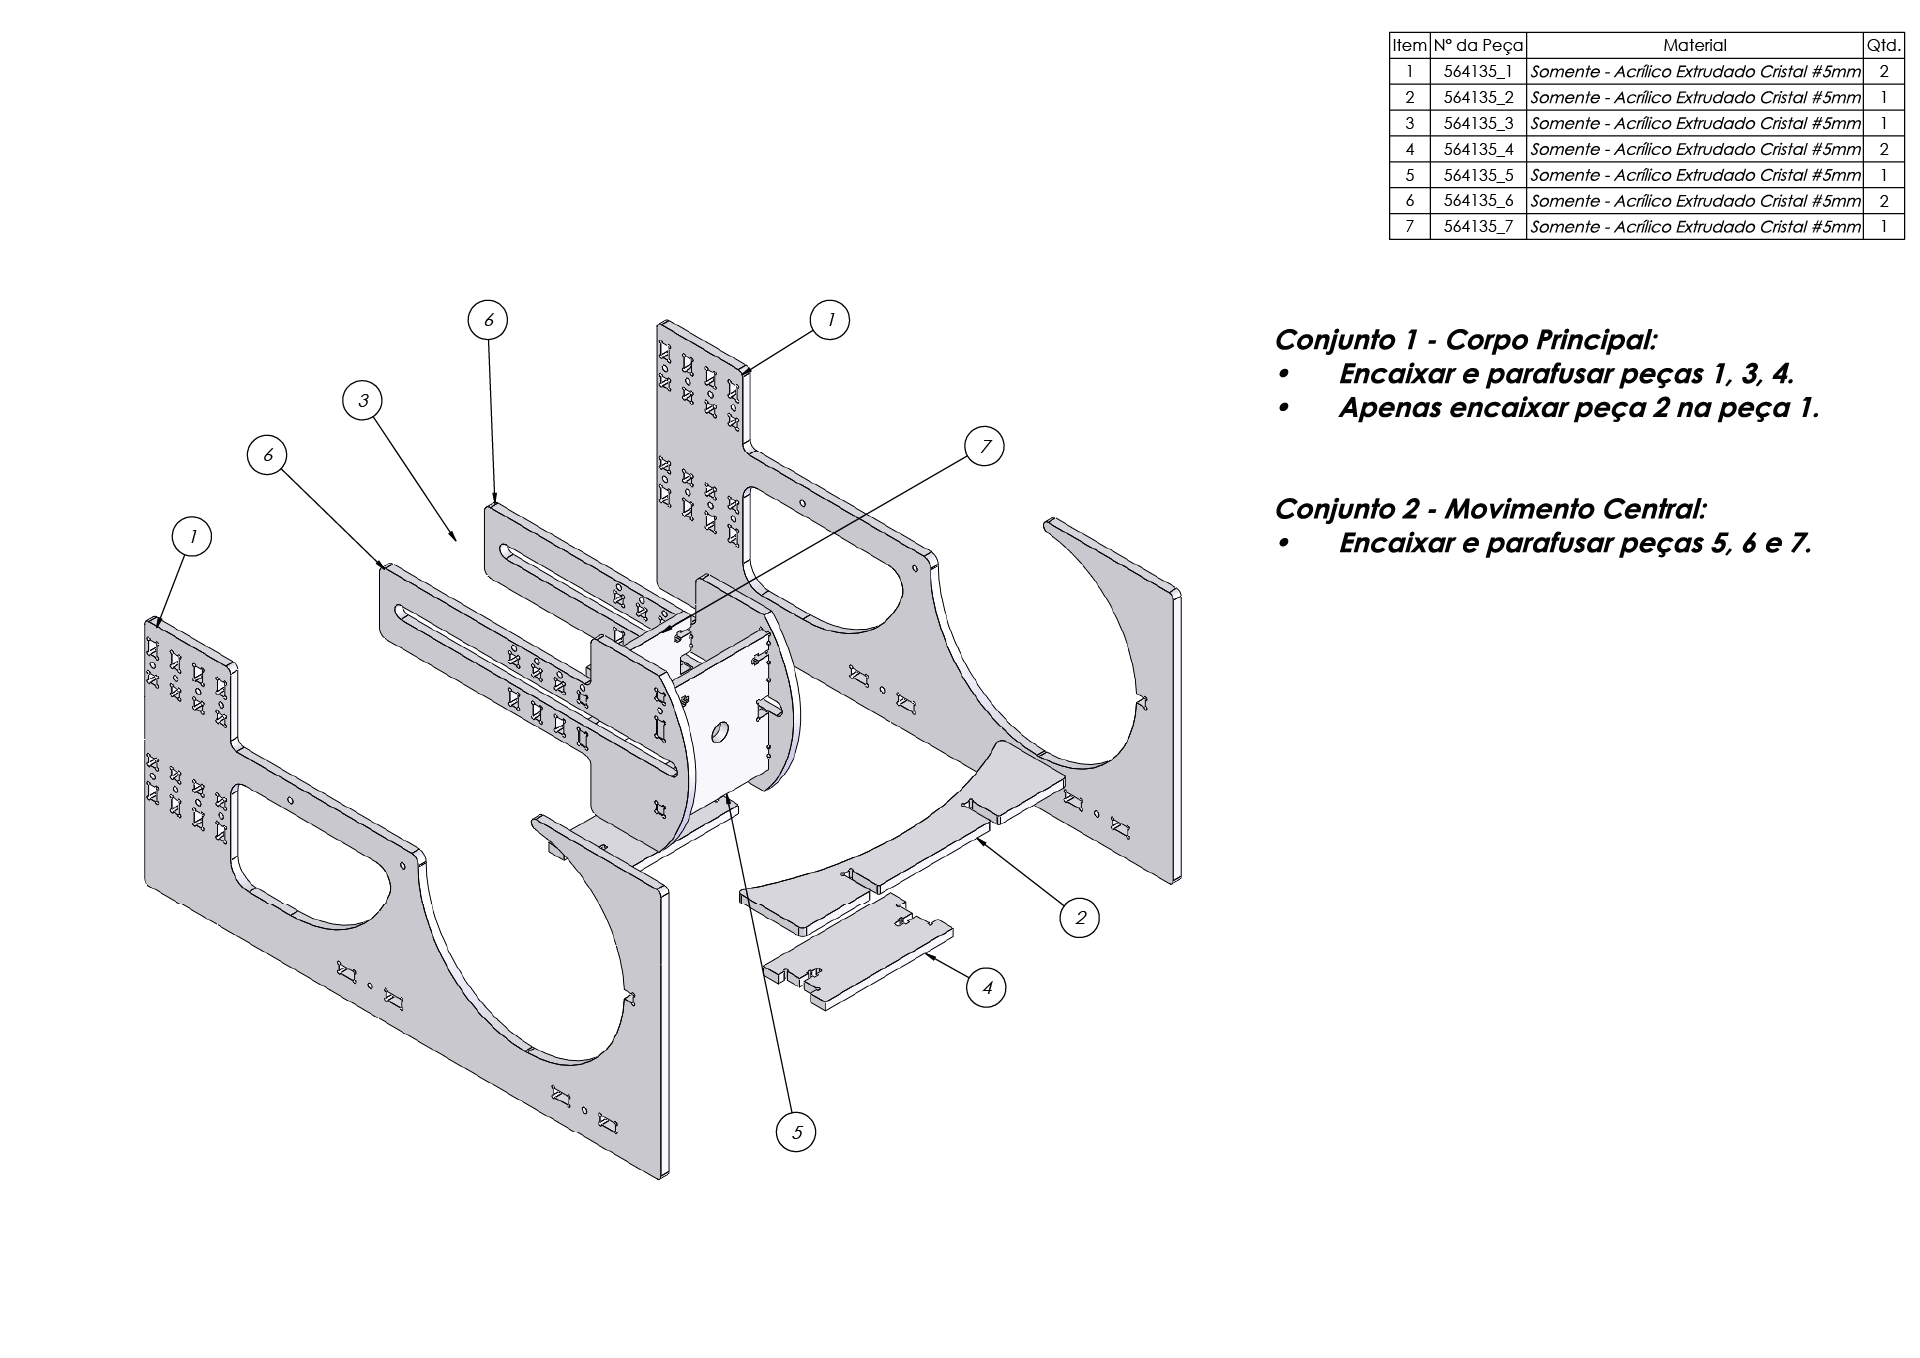 Item Nº da Peça Material Qtd.
1 564135_1 Somente - Acrílico Extrudado Cristal #5mm 2
2 564135_2 Somente - Acrílico Extrudado Cristal #5mm 1
3 564135_3 Somente - Acrílico Extrudado Cristal #5mm 1
4 564135_4 Somente - Acrílico Extrudado Cristal #5mm 2
5 564135_5 Somente - Acrílico Extrudado Cristal #5mm 1
6 564135_6 Somente - Acrílico Extrudado Cristal #5mm 2
7 564135_7 Somente - Acrílico Extrudado Cristal #5mm 1
Conjunto 1 - Corpo Principal:
• Encaixar e parafusar peças 1, 3, 4.
• Apenas encaixar peça 2 na peça 1.
Conjunto 2 - Movimento Central:
• Encaixar e parafusar peças 5, 6 e 7.
6
1
3
7
6
1
2
4
5